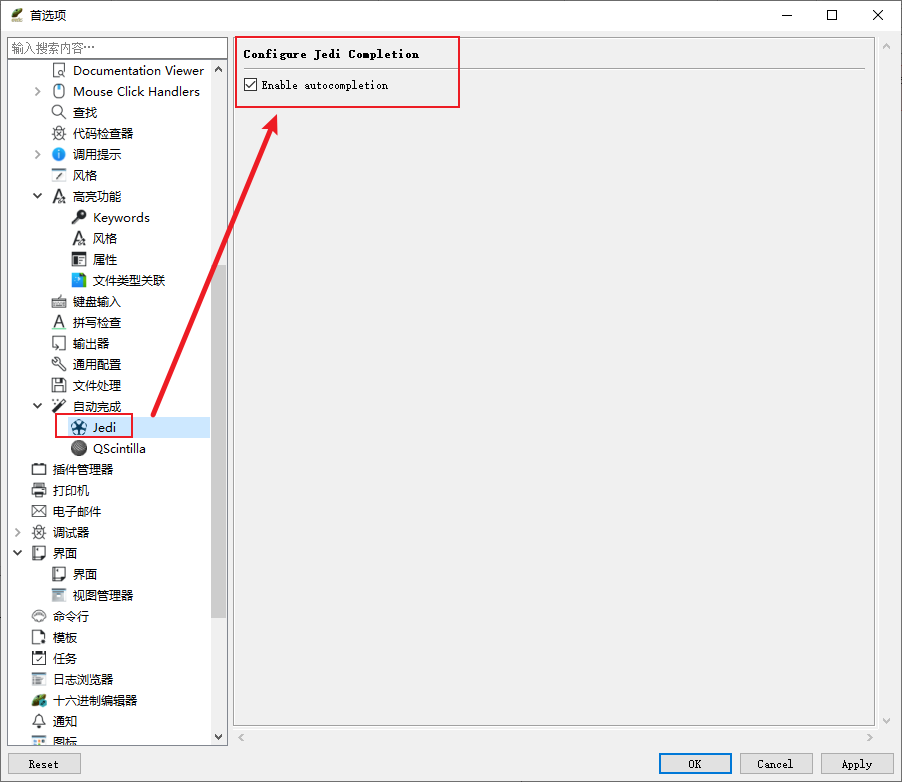 首选项
输入搜索内容…
Documentation Viewer
Mouse Click Handlers
查找
代码检查器
调用提示
风格
高亮功能
Keywords
风格
属性
文件类型关联
键盘输入
拼写检查
输出器
通用配置
文件处理
自动完成
Jedi
QScintilla
插件管理器
打印机
电子邮件
调试器
界面
界面
视图管理器
命令行
模板
任务
日志浏览器
十六进制编辑器
通知
图标
Configure Jedi Completion
Enable autocompletion
Reset
OK
Cancel
Apply